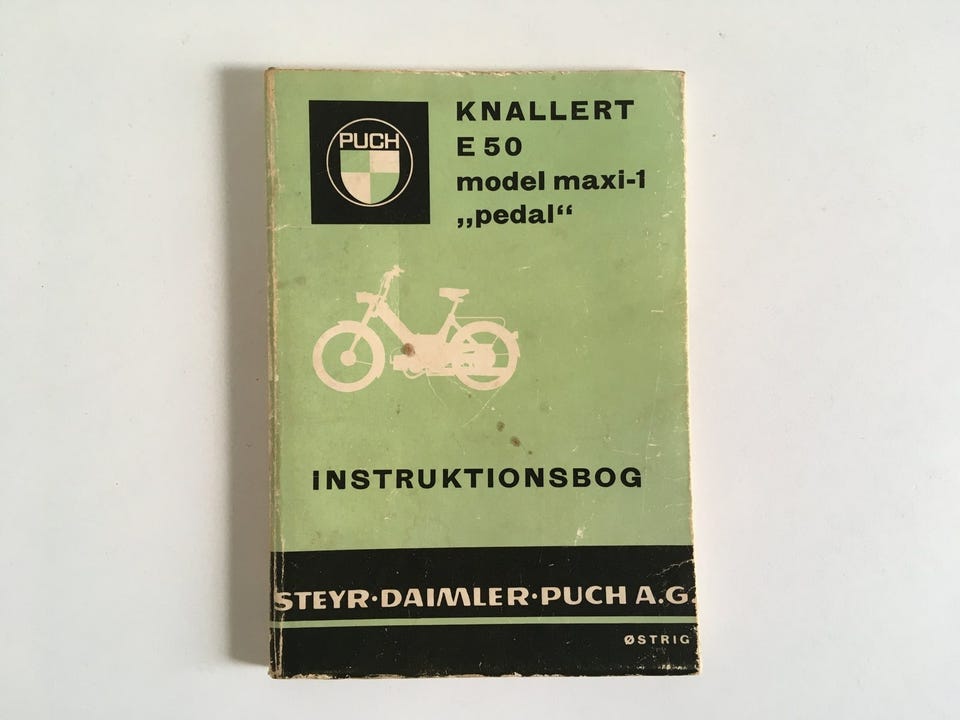 PUCH
KNALLERT
E 50
model maxi-1
„pedal“
INSTRUKTIONSBOG
STEYR·DAIMLER·PUCH A.G.
ØSTRIG